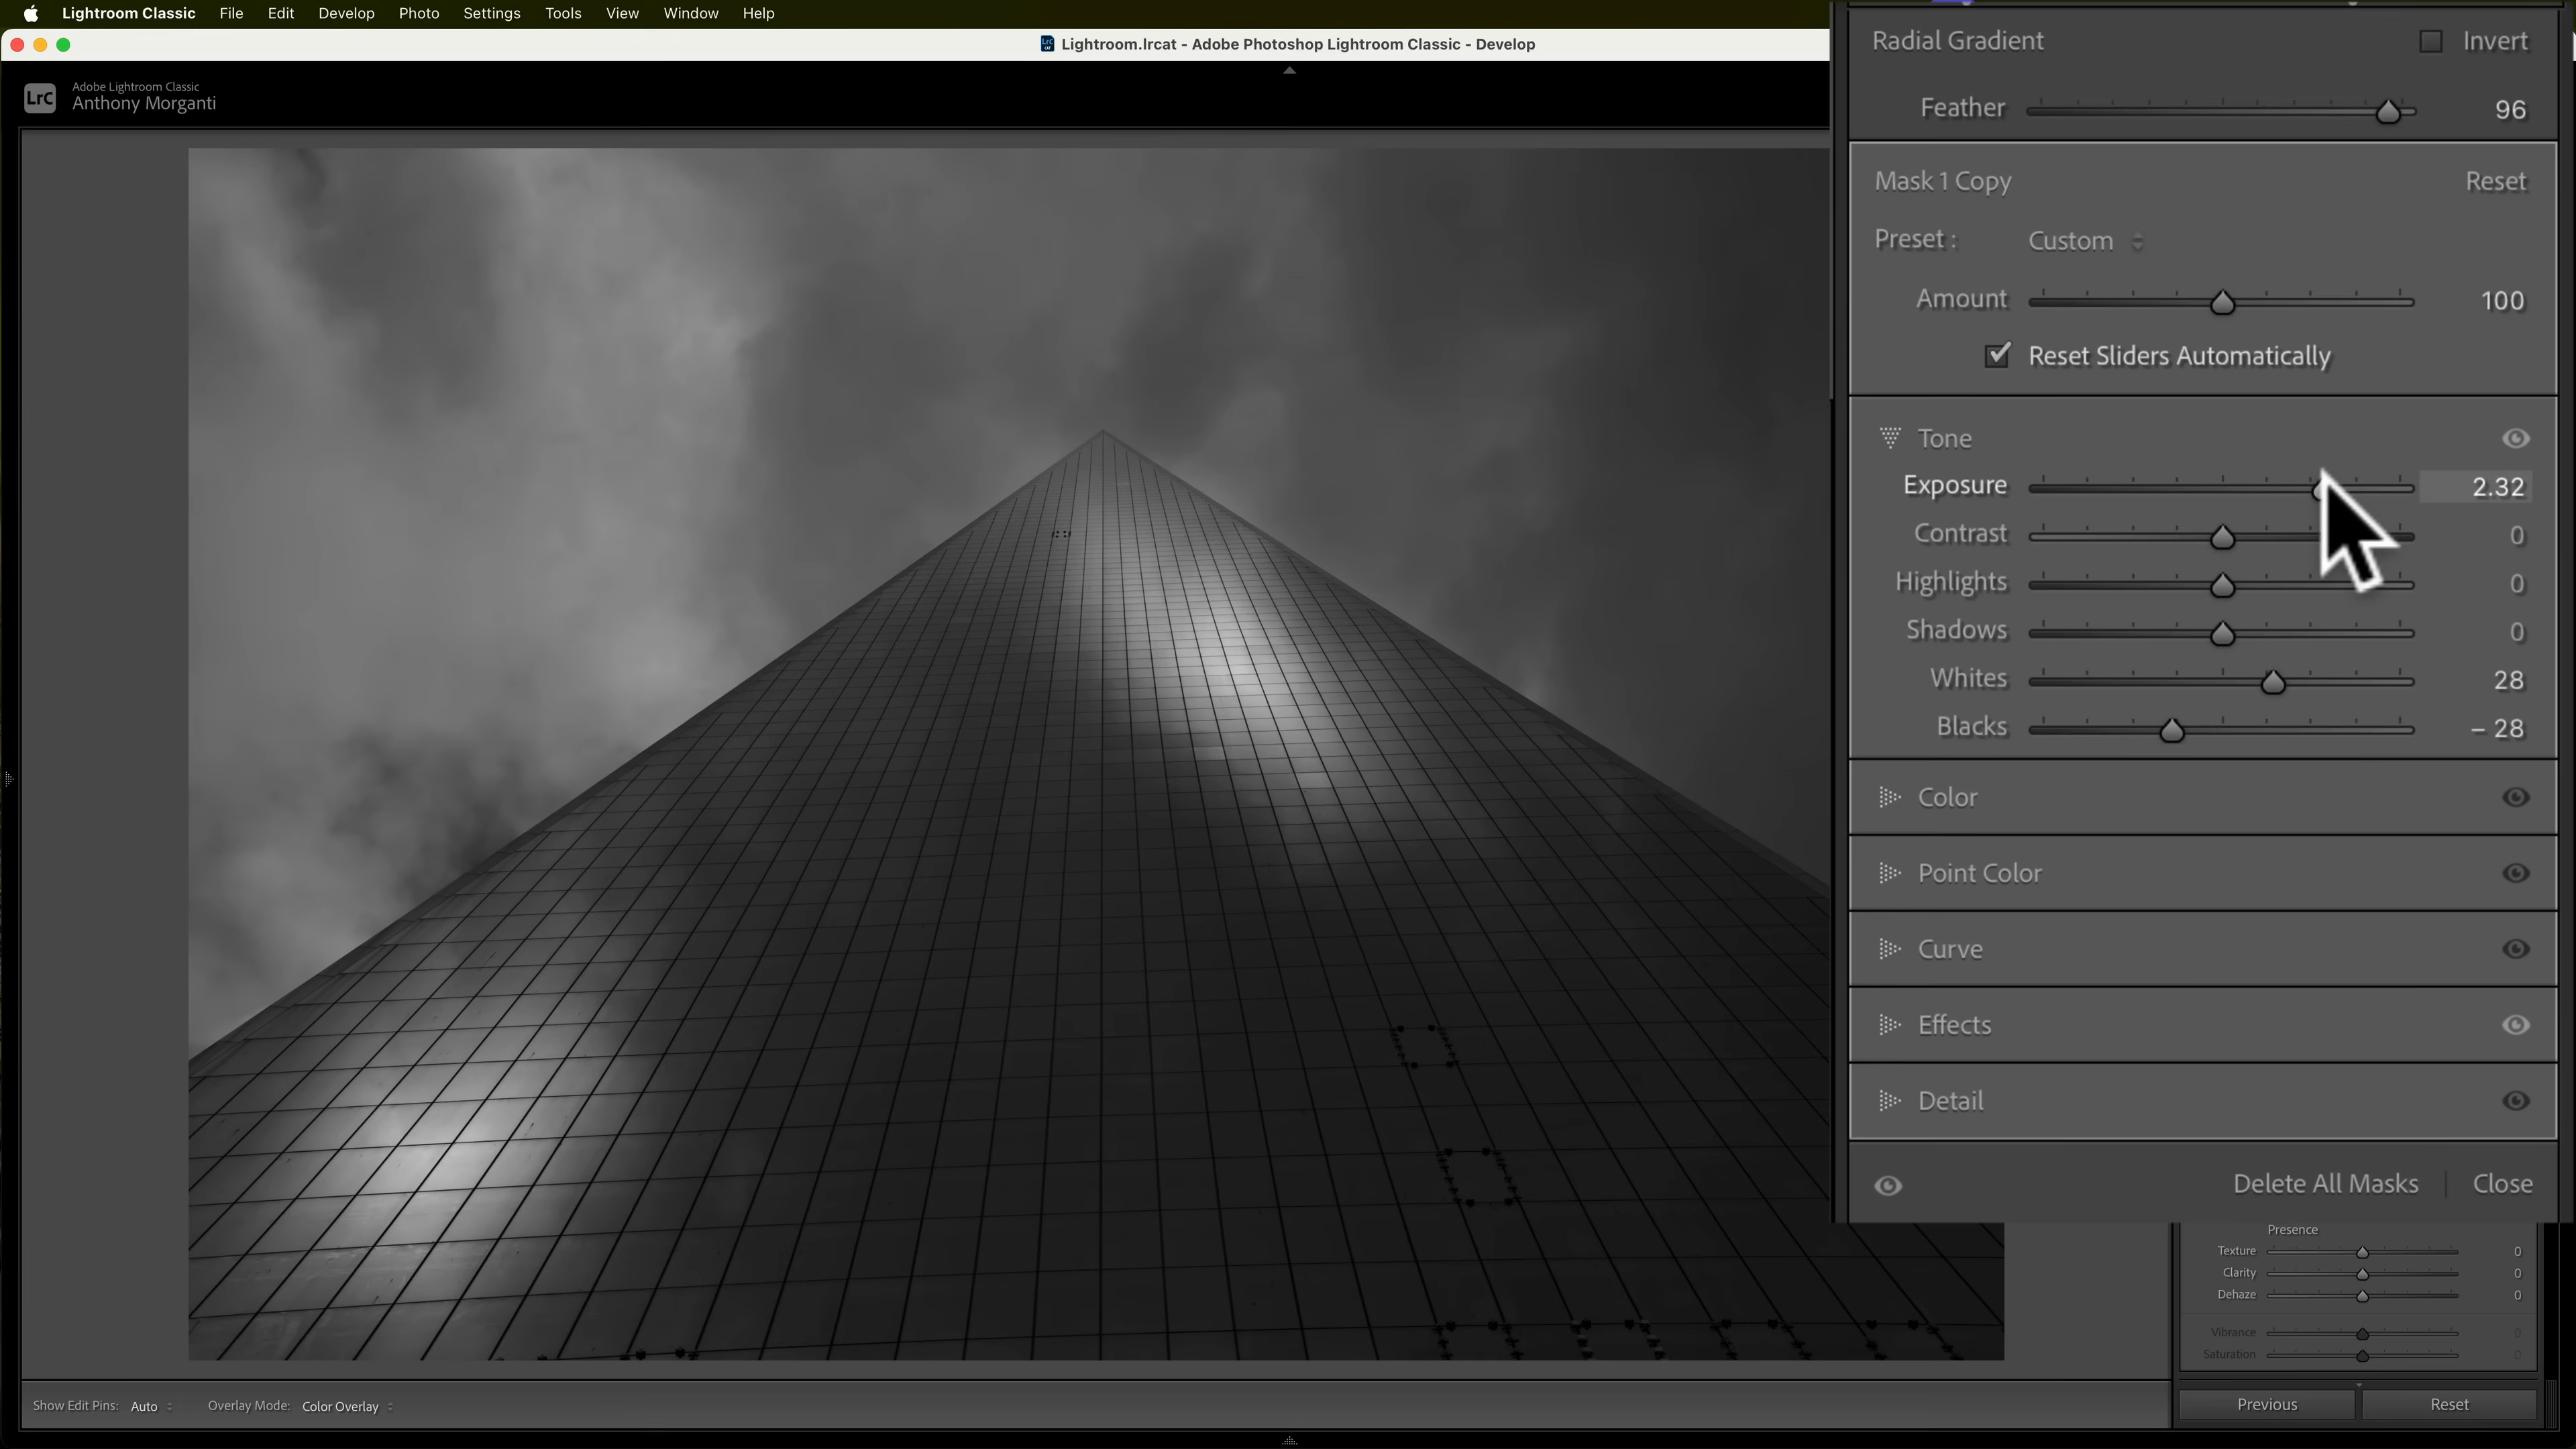 Lightroom Classic File Edit Develop Photo Settings Tools View Window Help
LrC Lightroom.lrcat - Adobe Photoshop Lightroom Classic - Develop
LrC
Adobe Lightroom Classic
Anthony Morganti
Radial Gradient Invert
Feather 96
Mask 1 Copy Reset
Preset : Custom
Amount 100
Reset Sliders Automatically
Tone
Exposure 2.32
Contrast 0
Highlights 0
Shadows 0
Whites 28
Blacks – 28
Color
Point Color
Curve
Effects
Detail
Delete All Masks Close
Presence
Texture 0
Clarity 0
Dehaze 0
Vibrance 0
Saturation 0
Show Edit Pins: Auto Overlay Mode: Color Overlay
Previous Reset